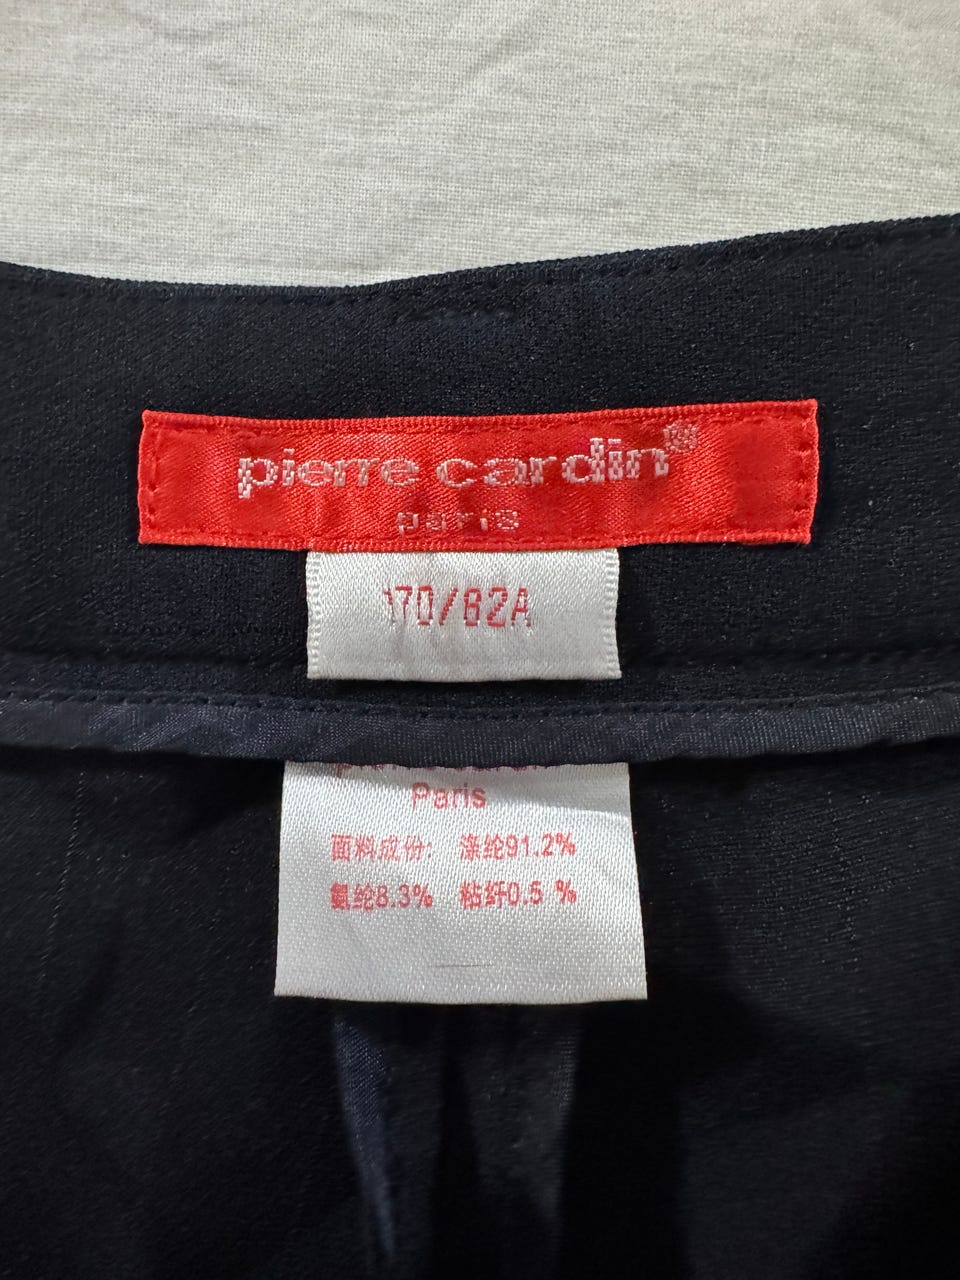 pierre cardin®
paris
170/82A
Paris
面料成份: 涤纶91.2%
氨纶8.3% 粘纤0.5 %